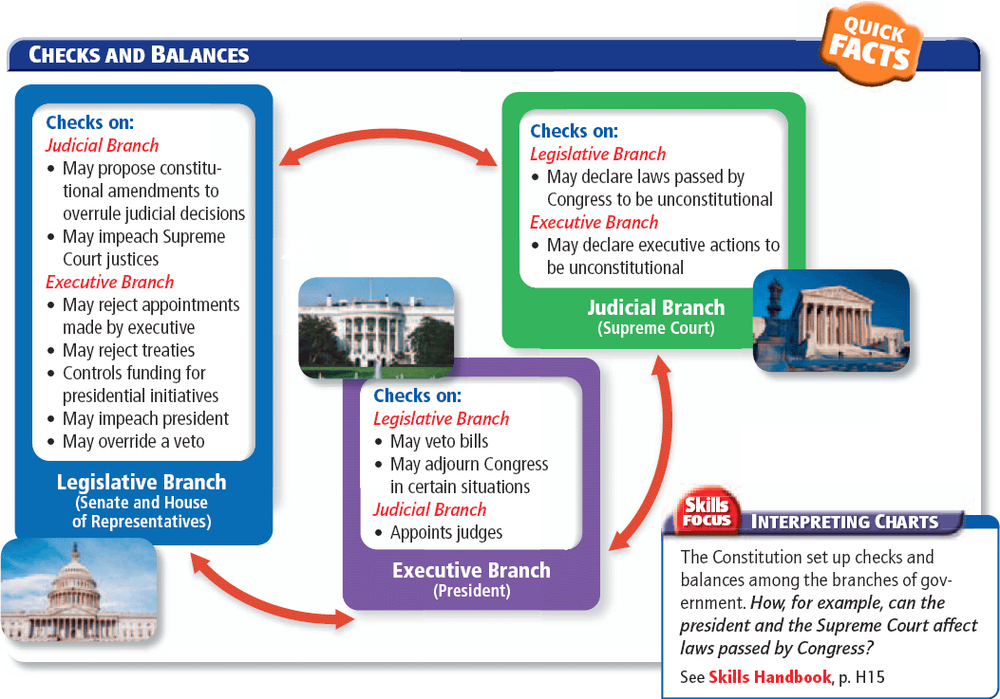 QUICK
FACTS
CHECKS AND BALANCES
Checks on:
Judicial Branch
• May propose constitu-
tional amendments to
overrule judicial decisions
• May impeach Supreme
Court justices
Executive Branch
• May reject appointments
made by executive
• May reject treaties
• Controls funding for
presidential initiatives
• May impeach president
• May override a veto
Legislative Branch
(Senate and House
of Representatives)
Checks on:
Legislative Branch
• May declare laws passed by
Congress to be unconstitutional
Executive Branch
• May declare executive actions to
be unconstitutional
Judicial Branch
(Supreme Court)
Checks on:
Legislative Branch
• May veto bills
• May adjourn Congress
in certain situations
Judicial Branch
• Appoints judges
Executive Branch
(President)
Skills
FOCUS
INTERPRETING CHARTS
The Constitution set up checks and
balances among the branches of gov-
ernment. How, for example, can the
president and the Supreme Court affect
laws passed by Congress?
See Skills Handbook, p. H15